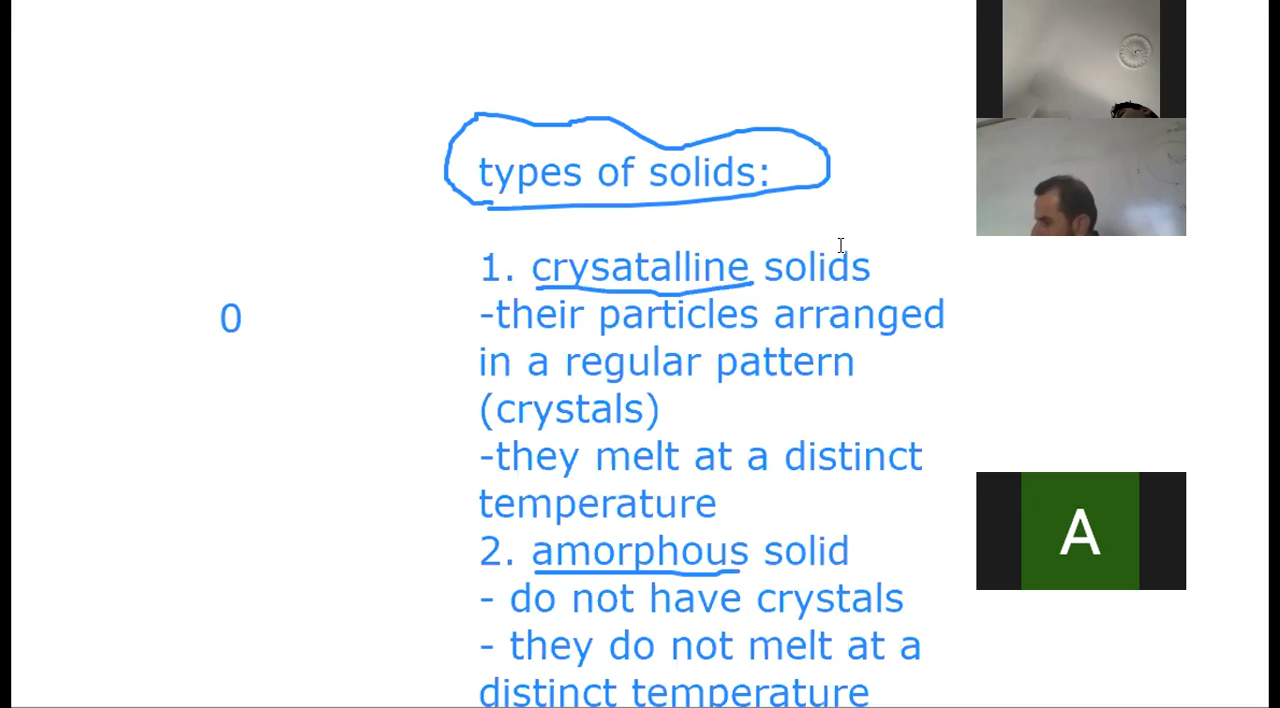 types of solids:
1. crysatalline solids
-their particles arranged
in a regular pattern
(crystals)
-they melt at a distinct
temperature
2. amorphous solid
- do not have crystals
- they do not melt at a
distinct temperature
0
A